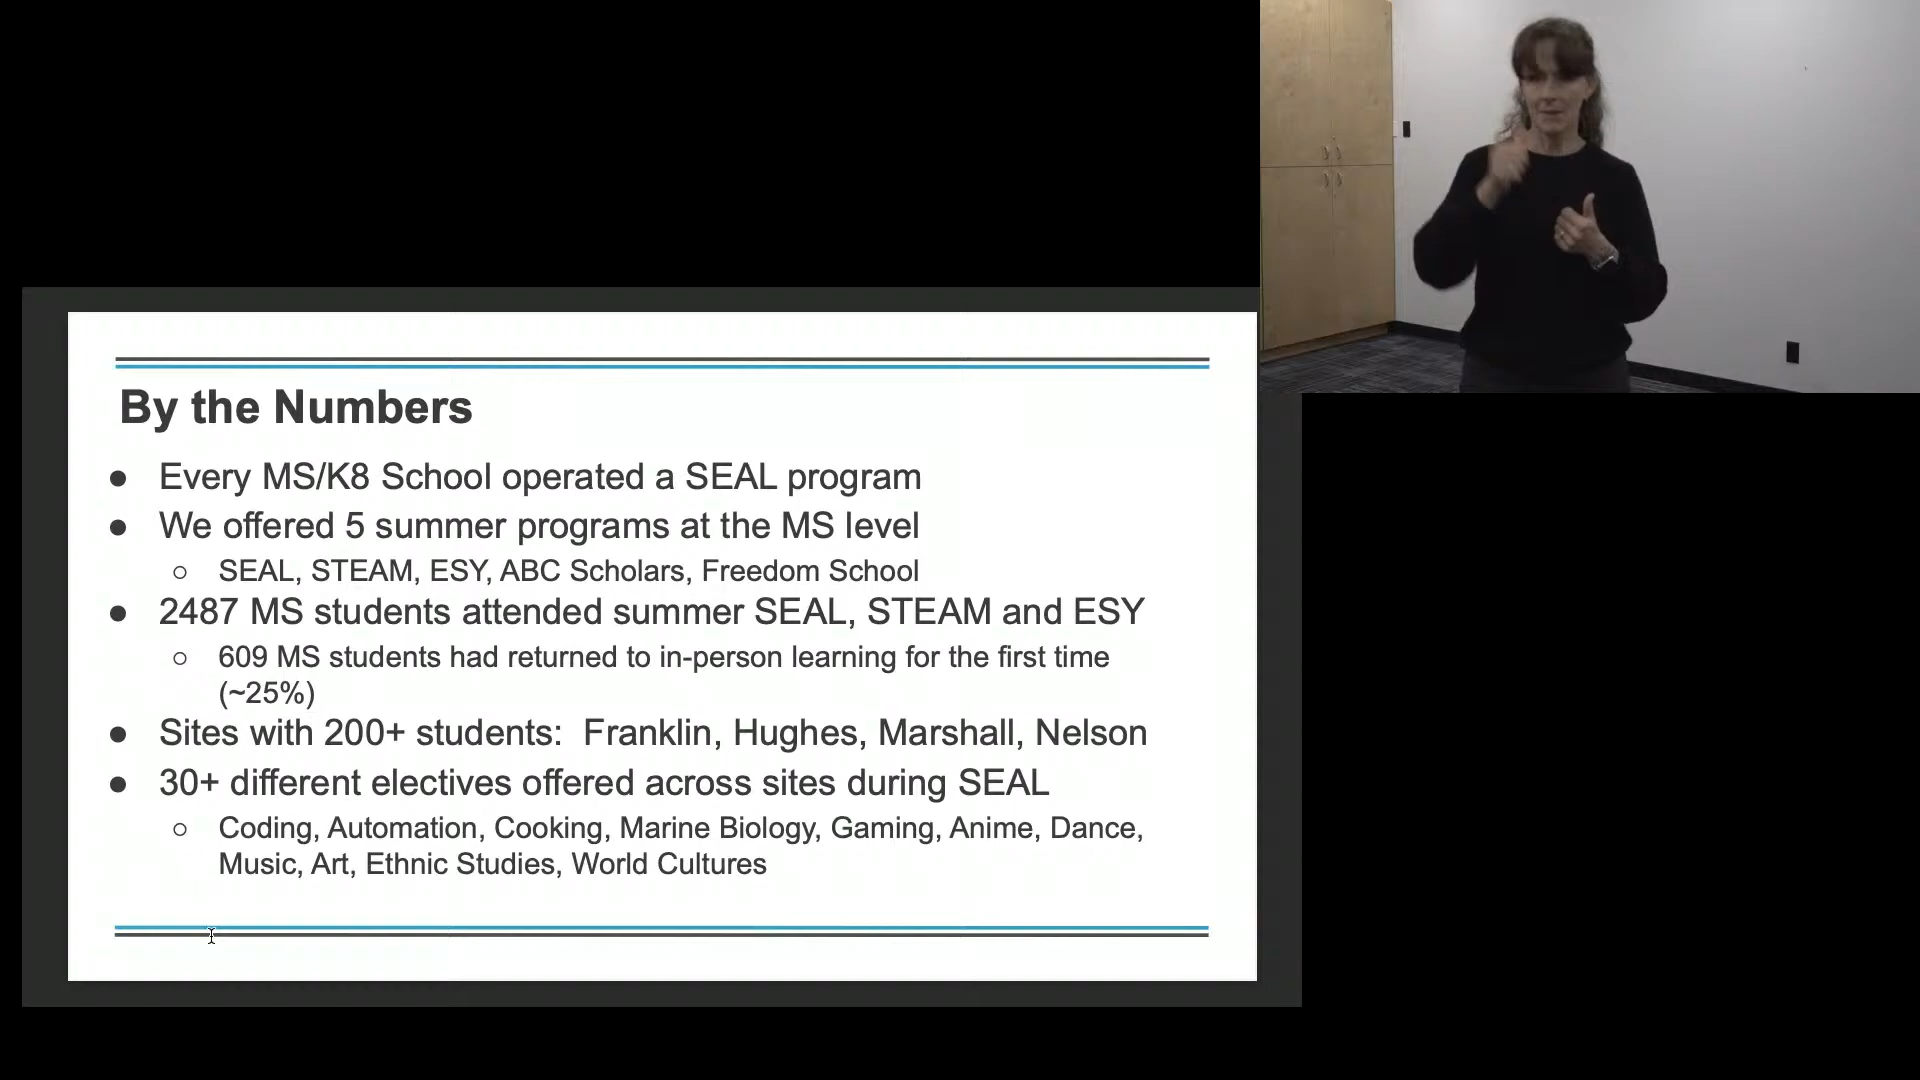 By the Numbers
● Every MS/K8 School operated a SEAL program
● We offered 5 summer programs at the MS level
○ SEAL, STEAM, ESY, ABC Scholars, Freedom School
● 2487 MS students attended summer SEAL, STEAM and ESY
○ 609 MS students had returned to in-person learning for the first time
(~25%)
● Sites with 200+ students:  Franklin, Hughes, Marshall, Nelson
● 30+ different electives offered across sites during SEAL
○ Coding, Automation, Cooking, Marine Biology, Gaming, Anime, Dance,
Music, Art, Ethnic Studies, World Cultures